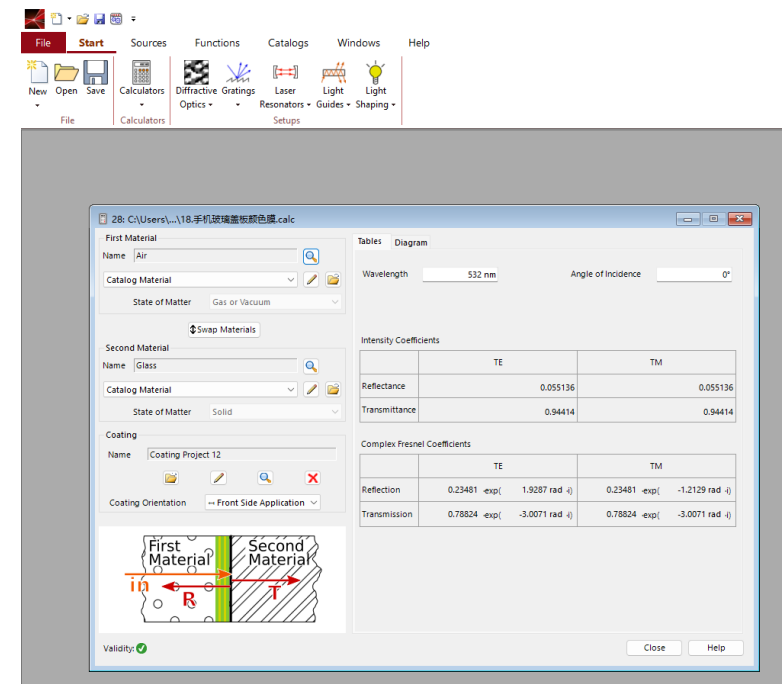 File Start Sources Functions Catalogs Windows Help
New Open Save Calculators Diffractive Optics Gratings Laser Resonators Light Guides Light Shaping
File Calculators Setups
28: C:\Users\...\18.手机玻璃盖板颜色膜.calc
First Material
Name Air
Catalog Material
State of Matter Gas or Vacuum
Swap Materials
Second Material
Name Glass
Catalog Material
State of Matter Solid
Coating
Name Coating Project 12
Coating Orientation Front Side Application
First Material Second Material
in R T
Validity:
Tables Diagram
Wavelength 532 nm Angle of Incidence 0°
Intensity Coefficients
TE TM
Reflectance 0.055136 0.055136
Transmittance 0.94414 0.94414
Complex Fresnel Coefficients
TE TM
Reflection 0.23481 ·exp( 1.9287 rad ·i) 0.23481 ·exp( -1.2129 rad ·i)
Transmission 0.78824 ·exp( -3.0071 rad ·i) 0.78824 ·exp( -3.0071 rad ·i)
Close Help